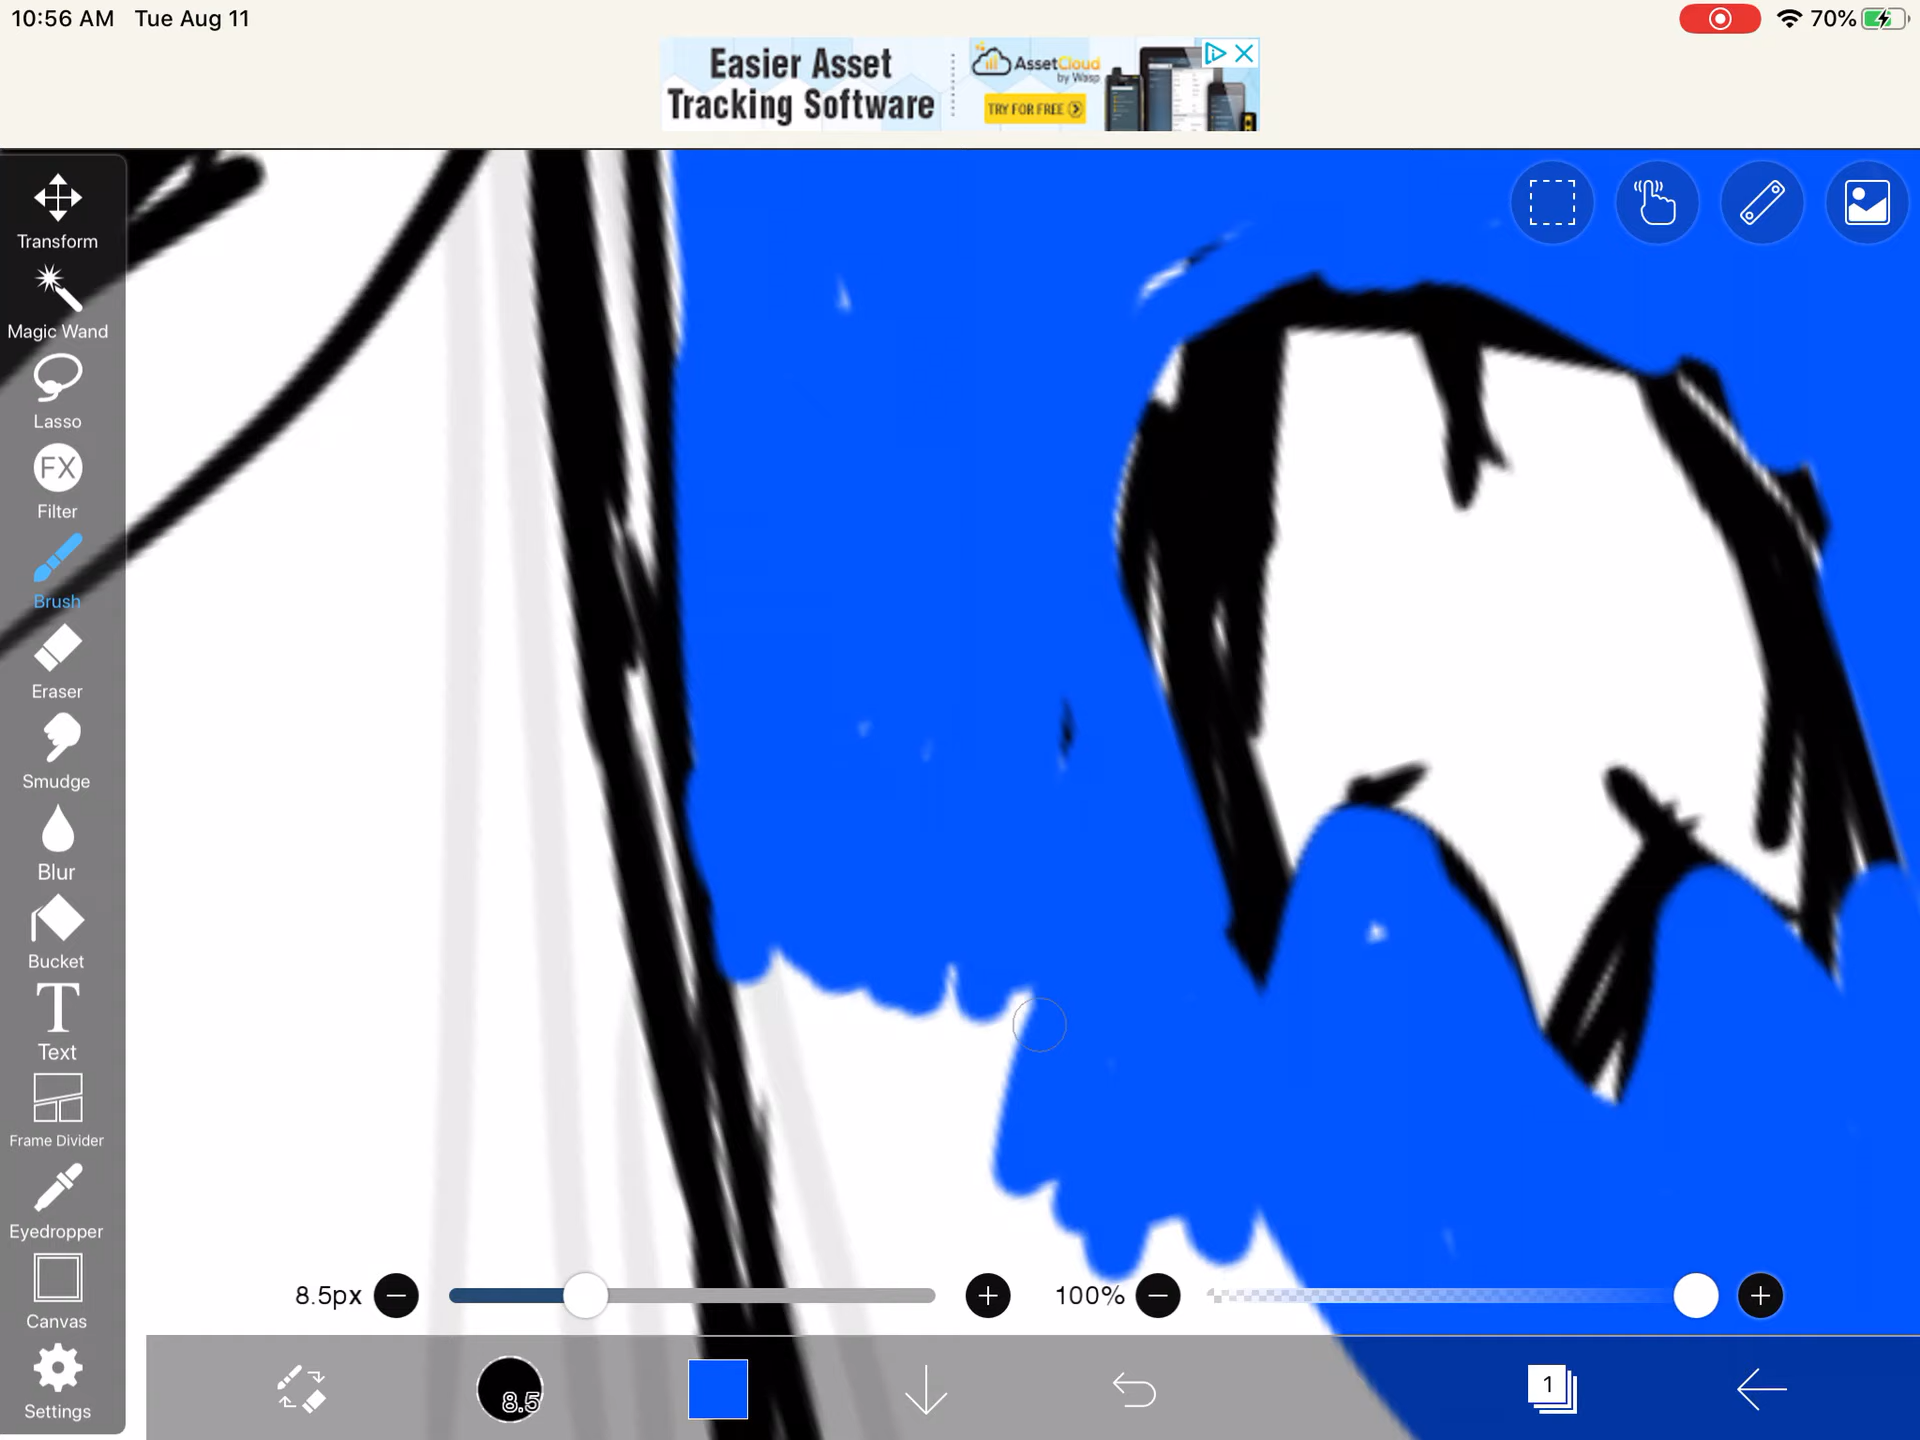 10:56 AM Tue Aug 11
70%
Easier Asset
Tracking Software
AssetCloud
by Wasp
TRY FOR FREE
Transform
Magic Wand
Lasso
FX
Filter
Brush
Eraser
Smudge
Blur
Bucket
T
Text
Frame Divider
Eyedropper
Canvas
Settings
8.5px
100%
8.5
1